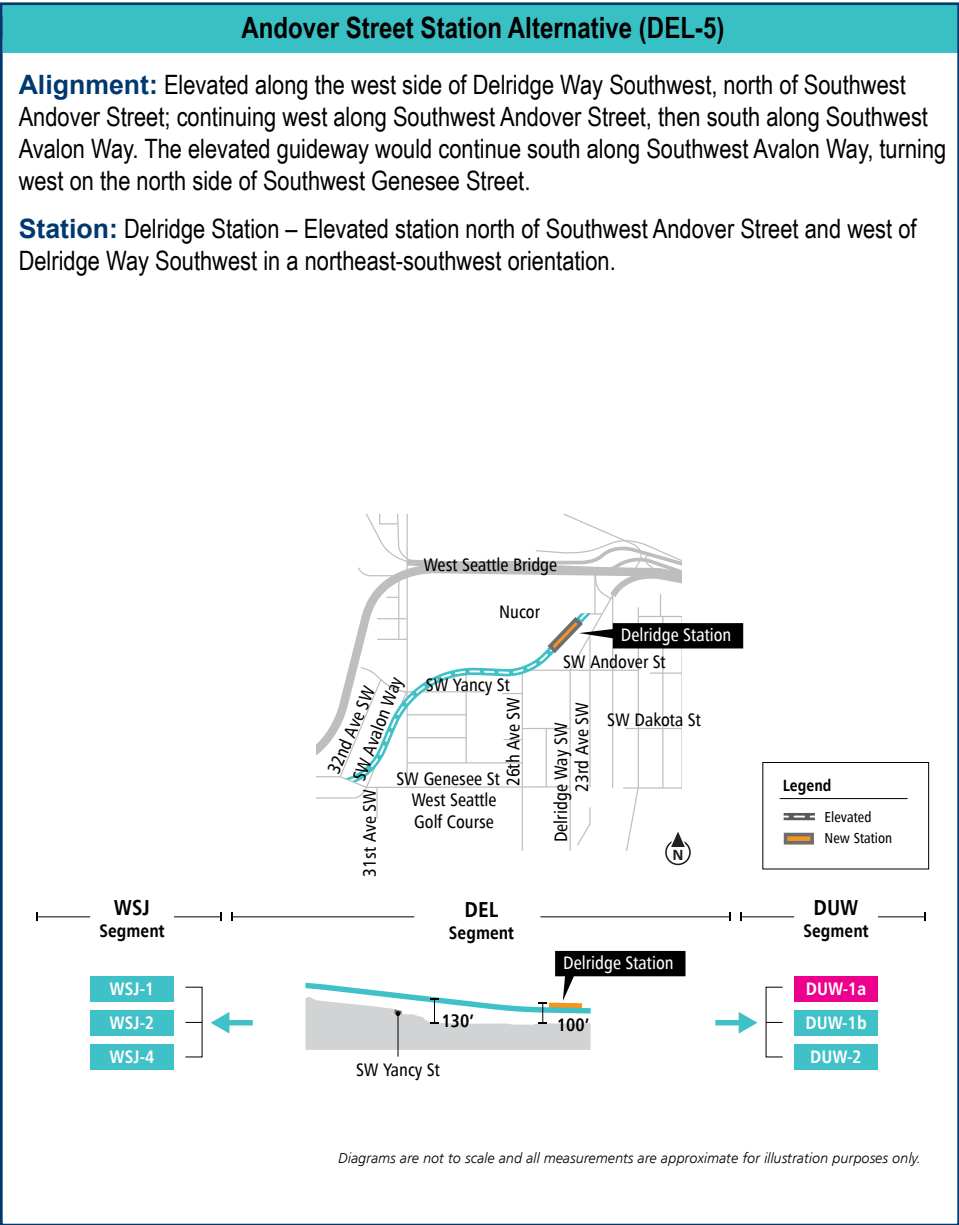 Andover Street Station Alternative (DEL-5)
Alignment: Elevated along the west side of Delridge Way Southwest, north of Southwest
Andover Street; continuing west along Southwest Andover Street, then south along Southwest
Avalon Way. The elevated guideway would continue south along Southwest Avalon Way, turning
west on the north side of Southwest Genesee Street.
Station: Delridge Station – Elevated station north of Southwest Andover Street and west of
Delridge Way Southwest in a northeast-southwest orientation.
West Seattle Bridge
Nucor
Delridge Station
SW Andover St
SW Yancy St
32nd Ave SW
SW Avalon Way
26th Ave SW
Delridge Way SW
23rd Ave SW
SW Dakota St
SW Genesee St
West Seattle
Golf Course
31st Ave SW
N
Legend
Elevated
New Station
WSJ
Segment
DEL
Segment
DUW
Segment
WSJ-1
WSJ-2
WSJ-4
Delridge Station
130'
100'
SW Yancy St
DUW-1a
DUW-1b
DUW-2
Diagrams are not to scale and all measurements are approximate for illustration purposes only.